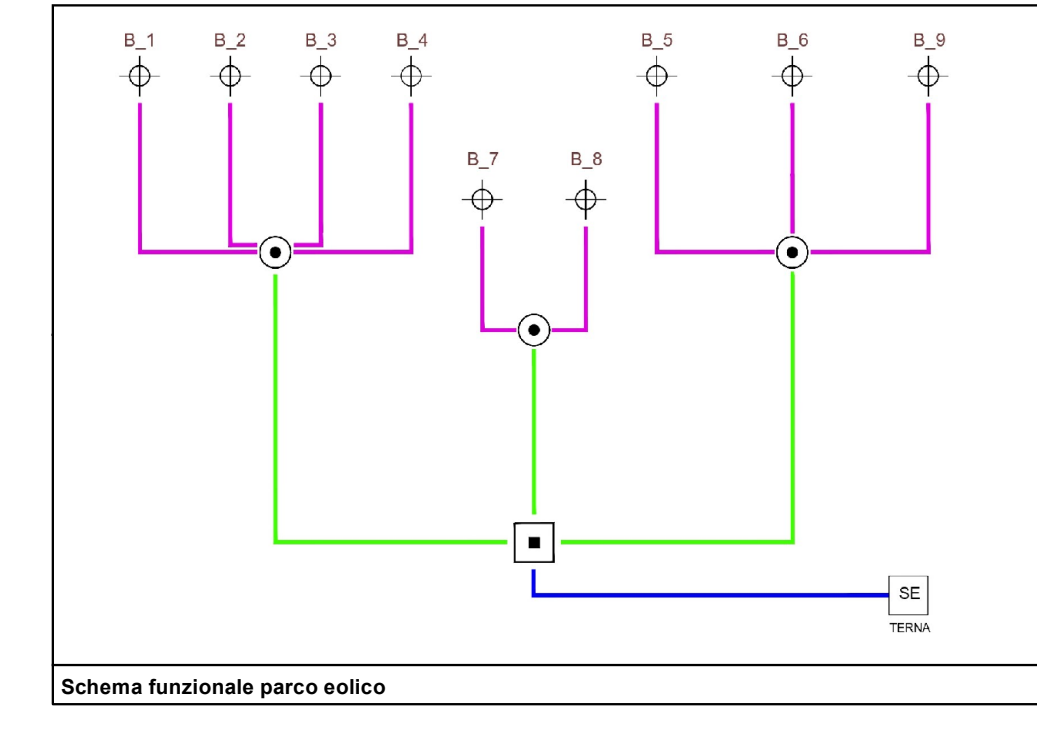 B_1 B_2 B_3 B_4 B_5 B_6 B_9
B_7 B_8
SE
TERNA
Schema funzionale parco eolico